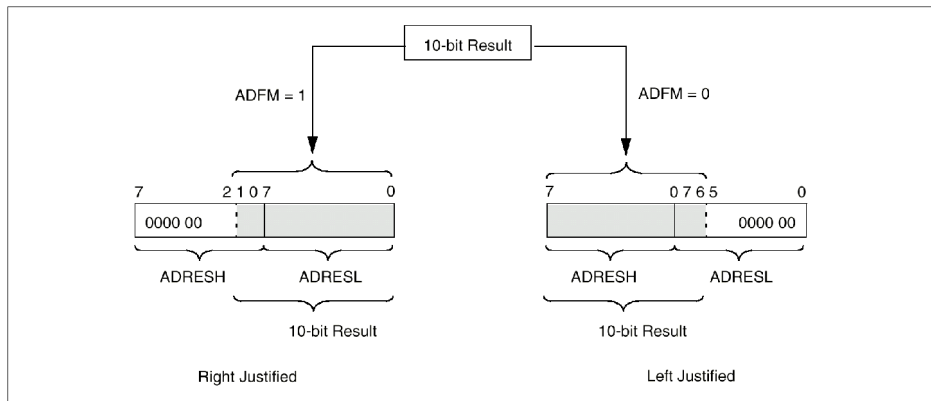 10-bit Result
ADFM = 1
ADFM = 0
7 2 1 0 7 0
7 0 7 6 5 0
0000 00
0000 00
ADRESH
ADRESL
ADRESH
ADRESL
10-bit Result
10-bit Result
Right Justified
Left Justified